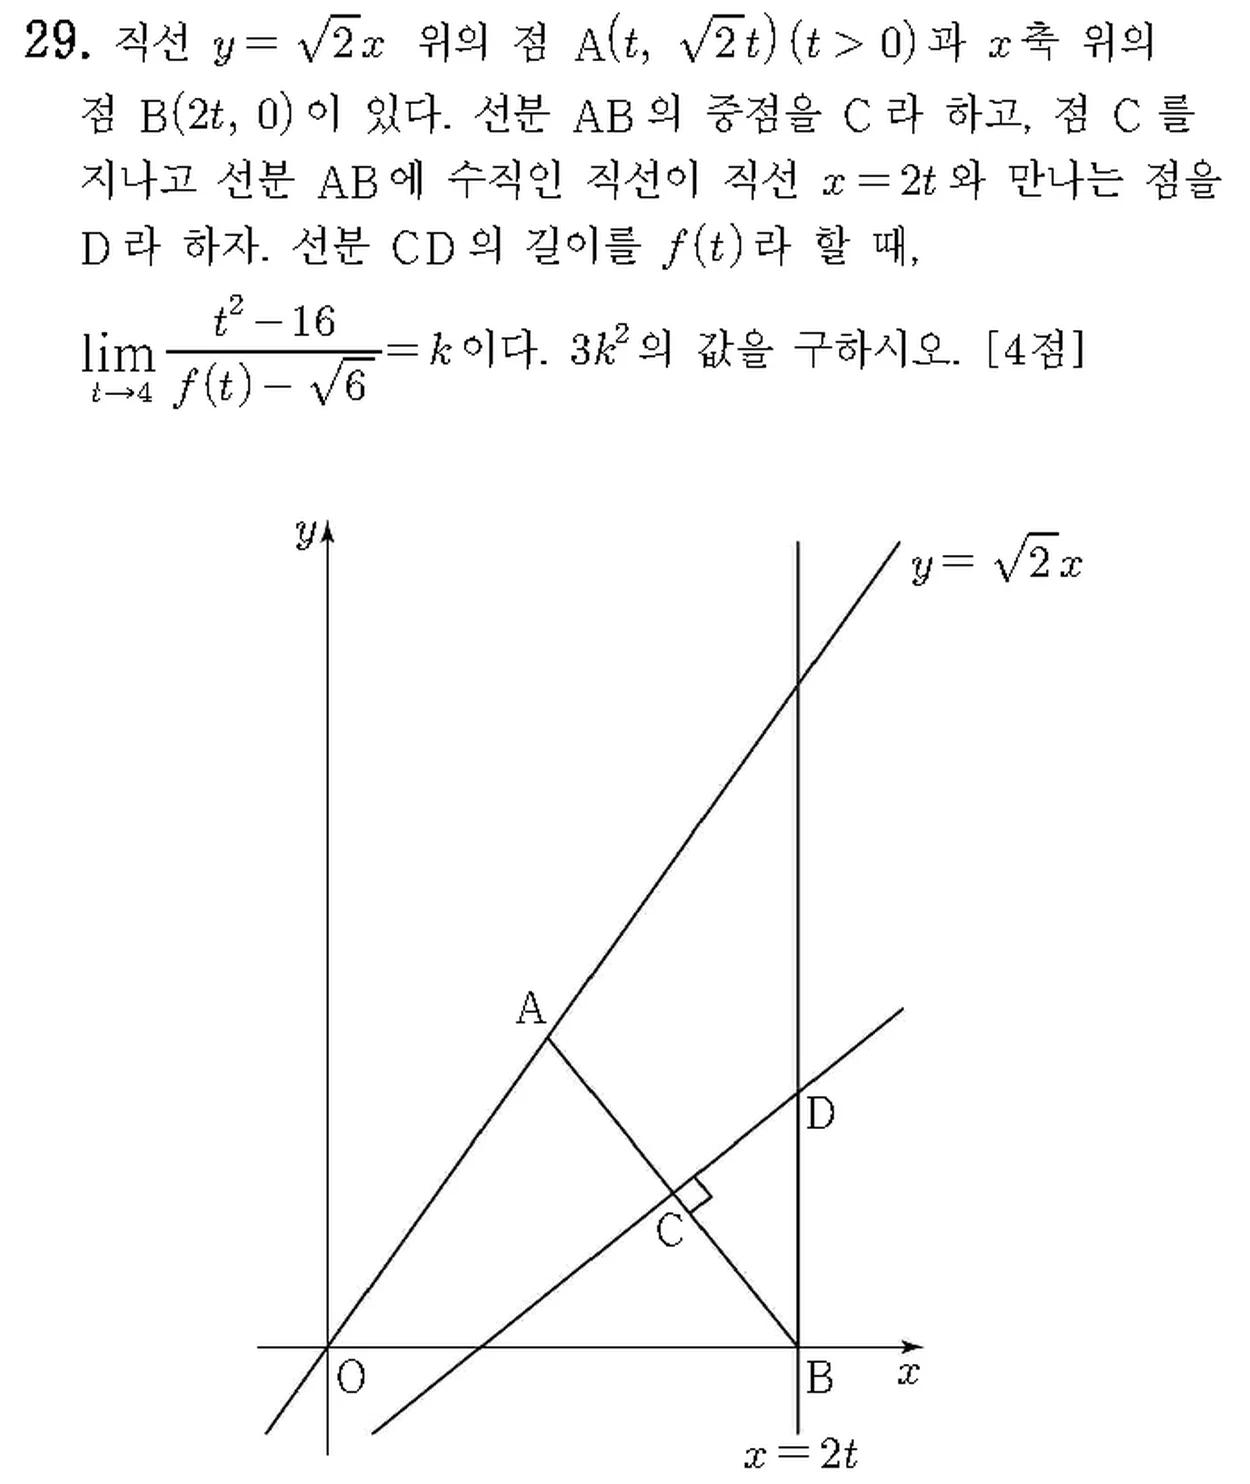 29. 직선 y = √2 x 위의 점 A(t, √2 t) (t > 0)과 x축 위의
점 B(2t, 0)이 있다. 선분 AB의 중점을 C라 하고, 점 C를
지나고 선분 AB에 수직인 직선이 직선 x = 2t와 만나는 점을
D라 하자. 선분 CD의 길이를 f(t)라 할 때,
lim_{t→4} (t² − 16)/(f(t) − √6) = k이다. 3k²의 값을 구하시오. [4점]
y
y = √2 x
A
D
C
O
B
x
x = 2t